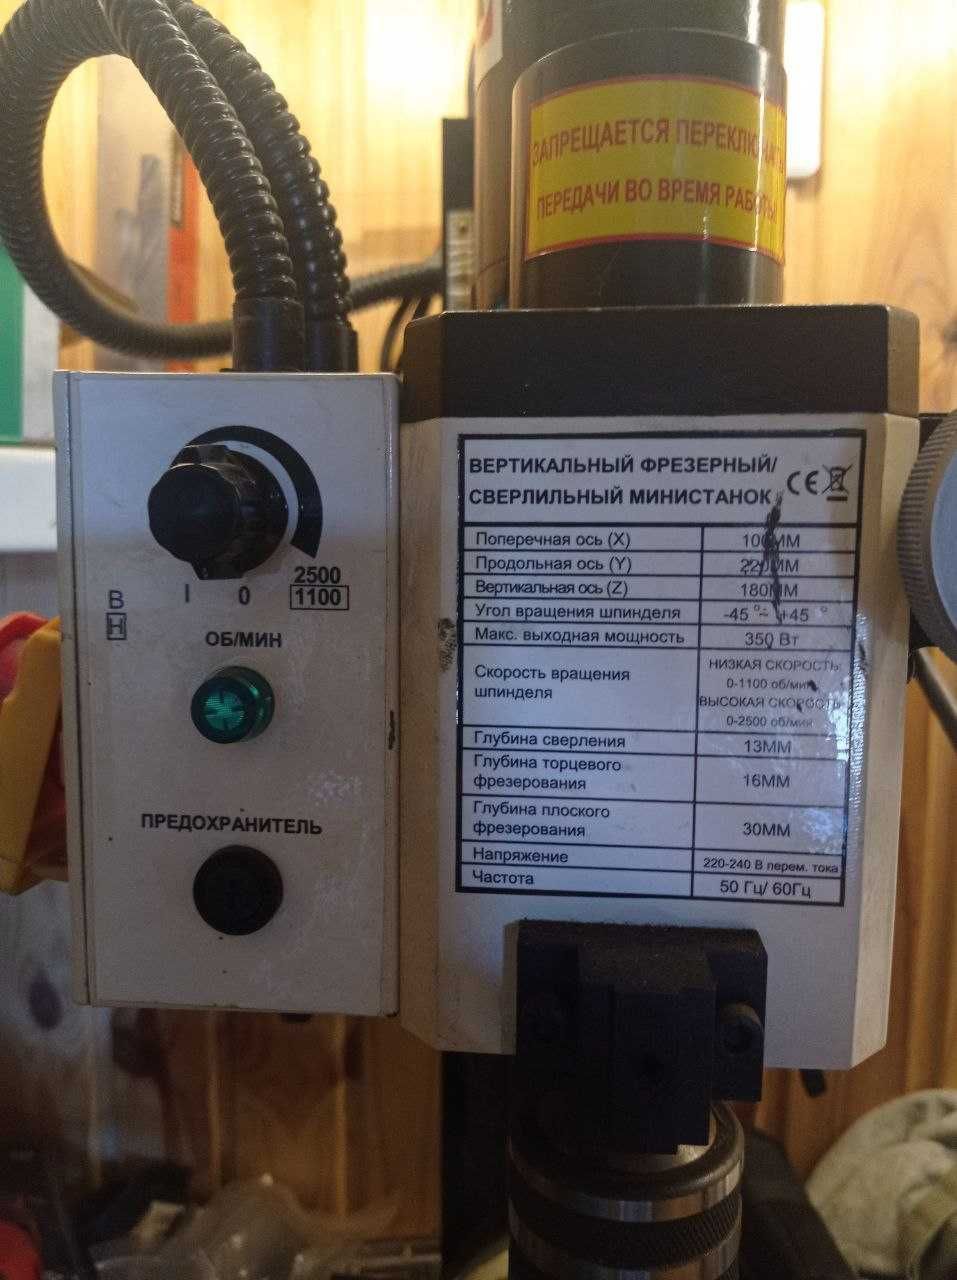 ЗАПРЕЩАЕТСЯ ПЕРЕКЛЮЧАТЬ
ПЕРЕДАЧИ ВО ВРЕМЯ РАБОТЫ
I 0 2500
1100
В
Н
ОБ/МИН
ПРЕДОХРАНИТЕЛЬ
ВЕРТИКАЛЬНЫЙ ФРЕЗЕРНЫЙ/
СВЕРЛИЛЬНЫЙ МИНИСТАНОК CE
Поперечная ось (X) 100ММ
Продольная ось (Y) 220ММ
Вертикальная ось (Z) 180ММ
Угол вращения шпинделя -45°~ +45°
Макс. выходная мощность 350 Вт
Скорость вращения
шпинделя
НИЗКАЯ СКОРОСТЬ:
0-1100 об/мин
ВЫСОКАЯ СКОРОСТЬ:
0-2500 об/мин
Глубина сверления 13ММ
Глубина торцевого
фрезерования 16ММ
Глубина плоского
фрезерования 30ММ
Напряжение 220-240 В перем. тока
Частота 50 Гц/ 60Гц